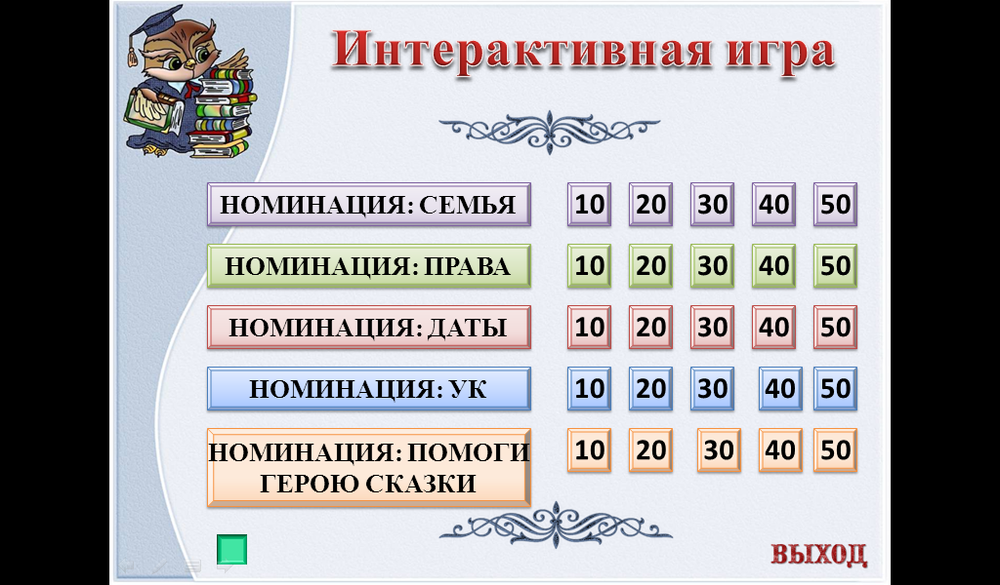 Интерактивная игра
НОМИНАЦИЯ: СЕМЬЯ 10 20 30 40 50
НОМИНАЦИЯ: ПРАВА 10 20 30 40 50
НОМИНАЦИЯ: ДАТЫ 10 20 30 40 50
НОМИНАЦИЯ: УК 10 20 30 40 50
НОМИНАЦИЯ: ПОМОГИ 10 20 30 40 50
ГЕРОЮ СКАЗКИ
ВЫХОД